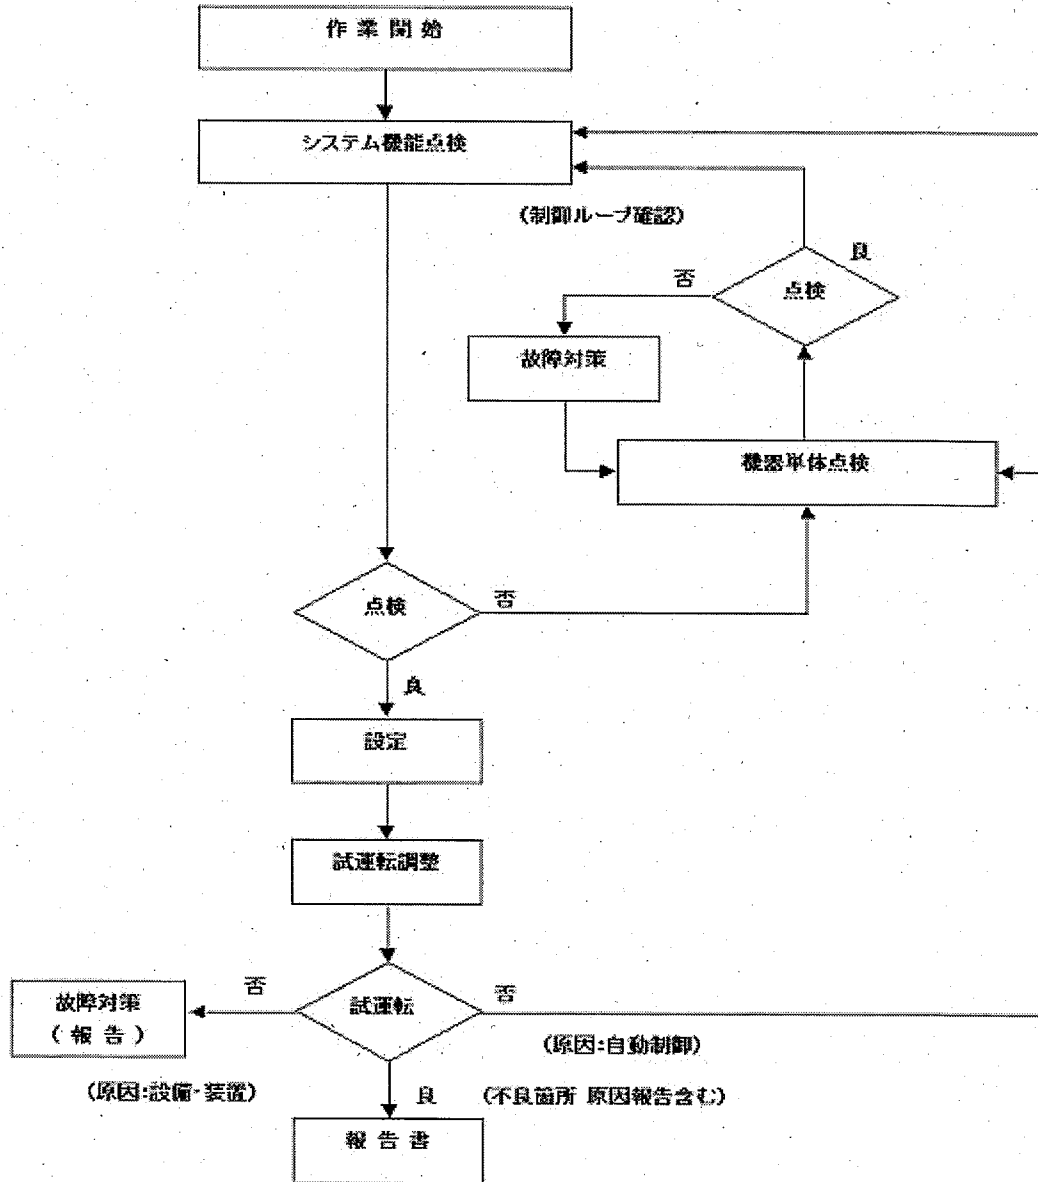 作 業 開 始
システム機能点検
(制御ループ確認)
良
否
点検
故障対策
機器単体点検
点検
否
良
設定
試運転調整
否
試運転
否
故障対策
( 報 告 )
(原因:自動制御)
(原因:設備・装置)
良
(不良箇所 原因報告含む)
報 告 書